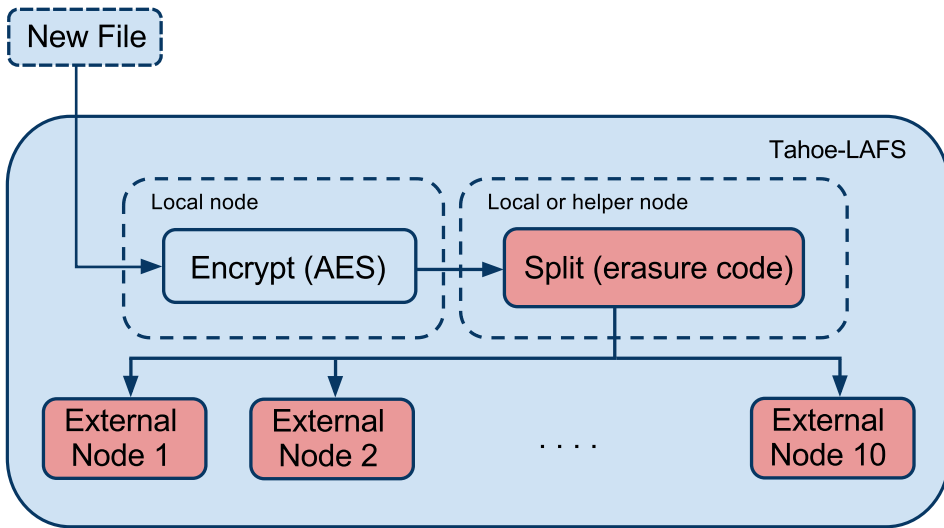 New File
Tahoe-LAFS
Local node
Local or helper node
Encrypt (AES)
Split (erasure code)
External
Node 1
External
Node 2
. . . .
External
Node 10